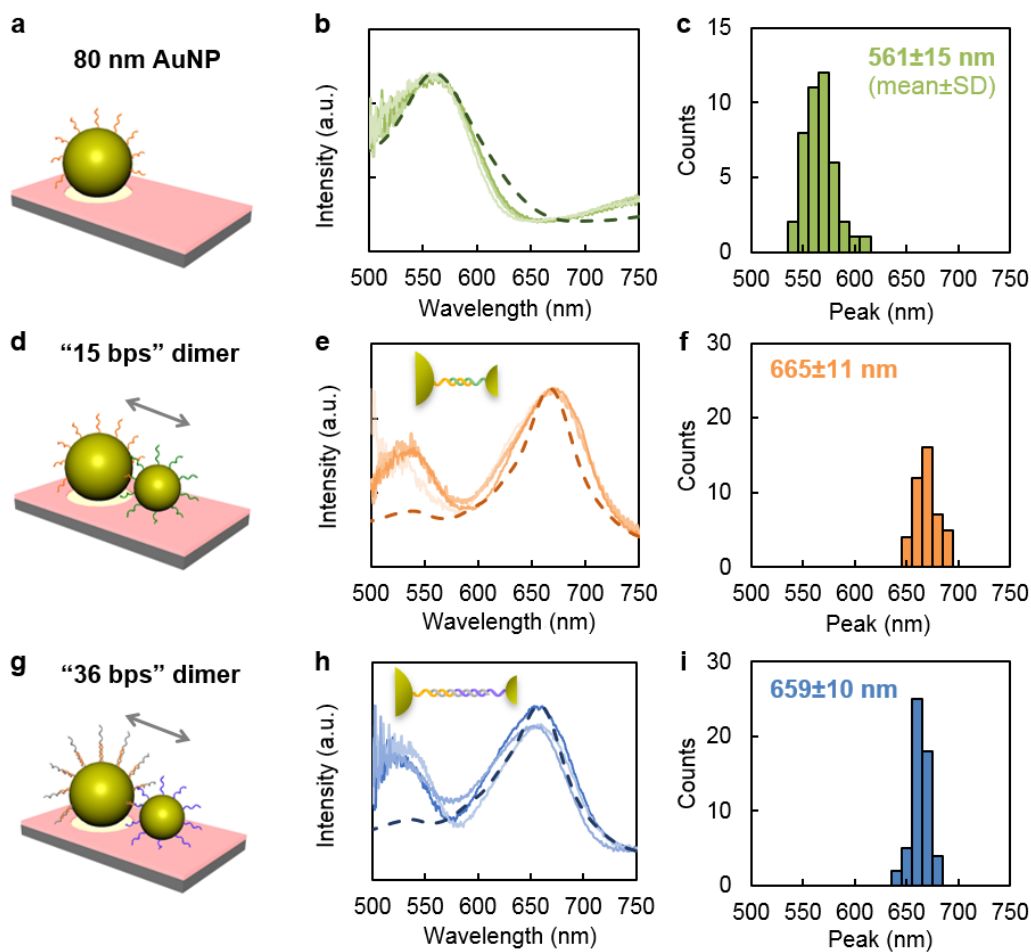 a
80 nm AuNP
b
Intensity (a.u.)
500 550 600 650 700 750
Wavelength (nm)
c
561±15 nm
(mean±SD)
Counts
15
10
5
0
500 550 600 650 700 750
Peak (nm)
d
“15 bps” dimer
e
Intensity (a.u.)
500 550 600 650 700 750
Wavelength (nm)
f
665±11 nm
Counts
30
20
10
0
500 550 600 650 700 750
Peak (nm)
g
“36 bps” dimer
h
Intensity (a.u.)
500 550 600 650 700 750
Wavelength (nm)
i
659±10 nm
Counts
30
20
10
0
500 550 600 650 700 750
Peak (nm)